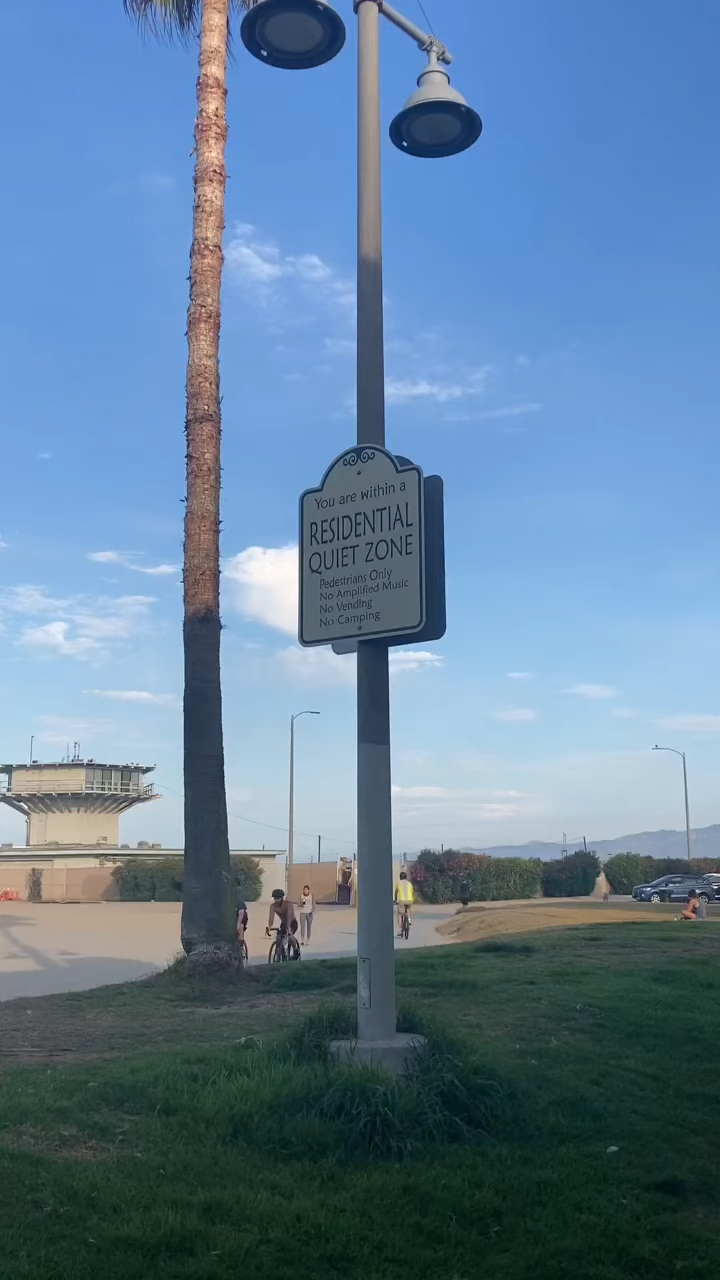 You are within a
RESIDENTIAL
QUIET ZONE
Pedestrians Only
No Amplified Music
No Vending
No Camping